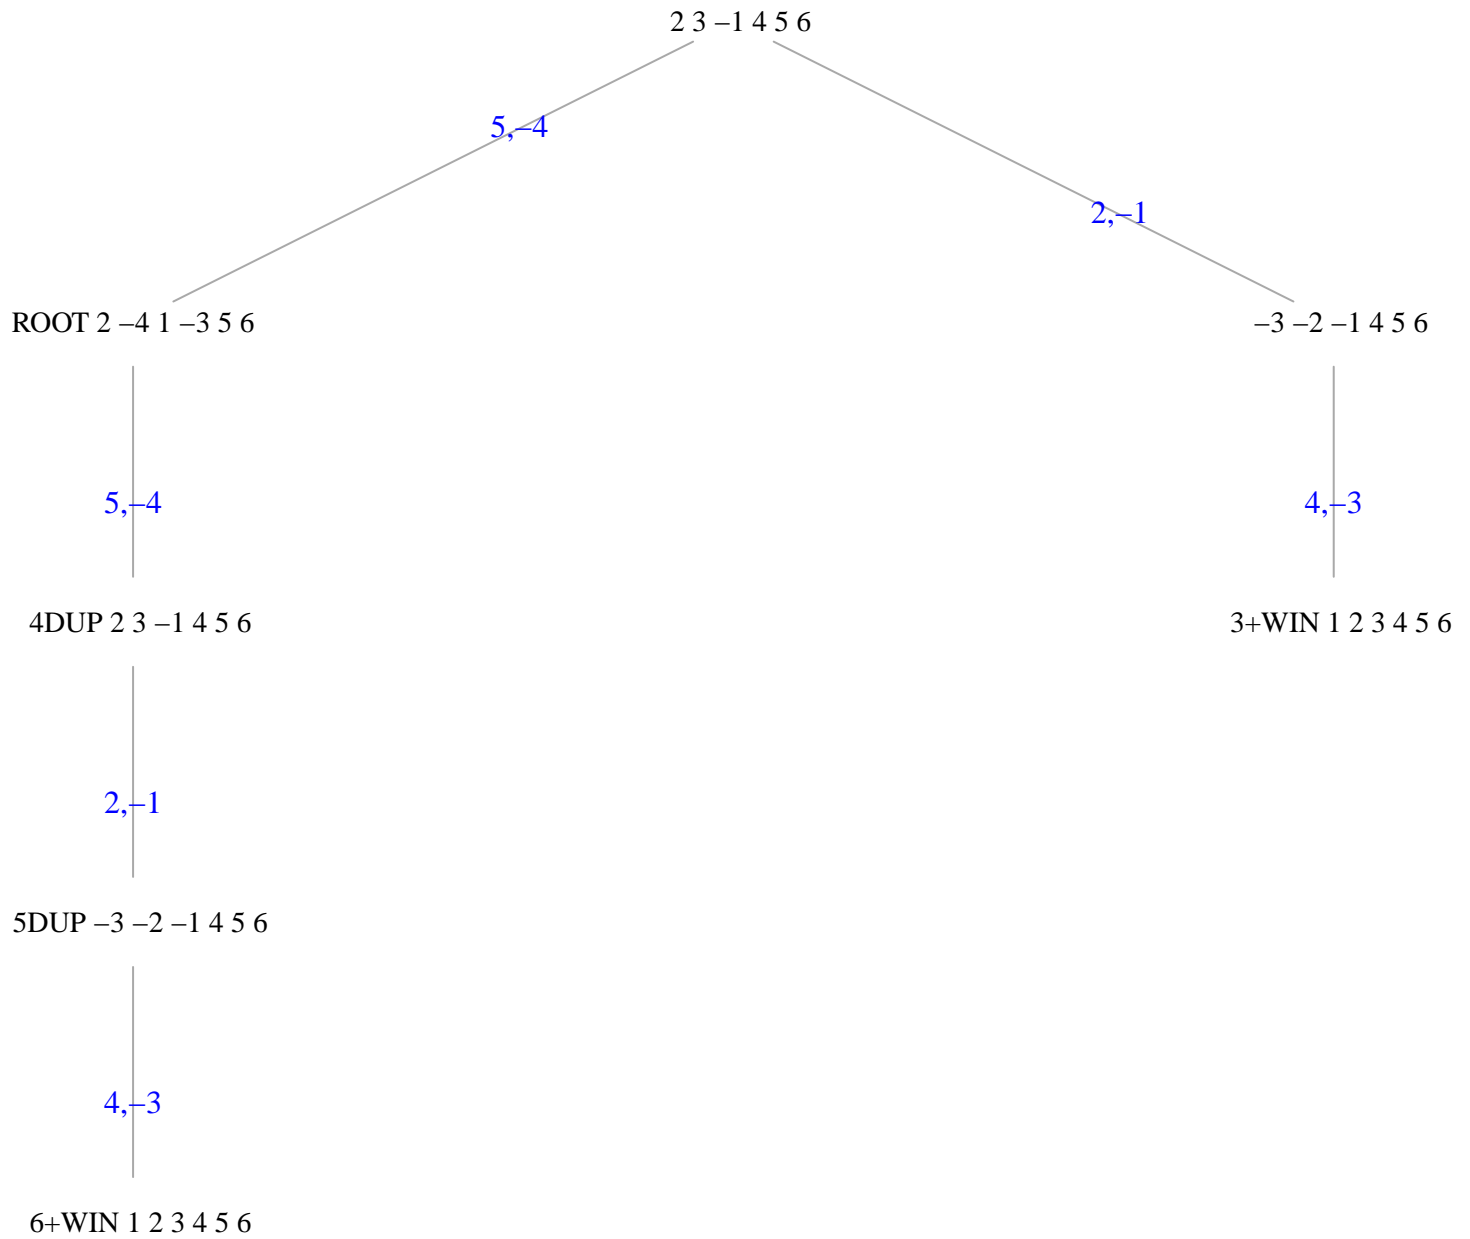 2 3 –1 4 5 6
5,–4
2,–1
ROOT 2 –4 1 –3 5 6
–3 –2 –1 4 5 6
5,–4
4,–3
4DUP 2 3 –1 4 5 6
3+WIN 1 2 3 4 5 6
2,–1
5DUP –3 –2 –1 4 5 6
4,–3
6+WIN 1 2 3 4 5 6